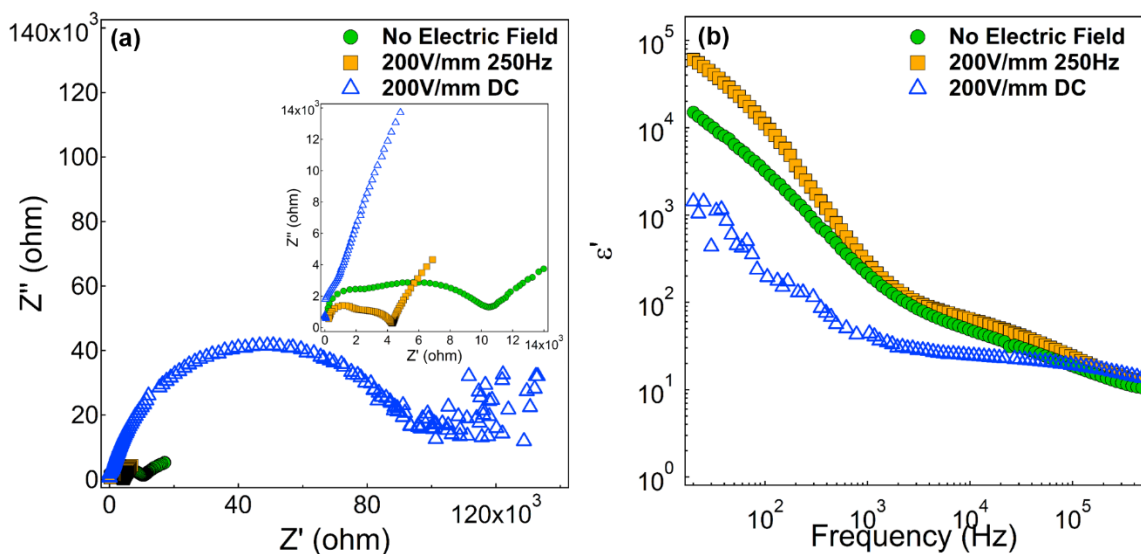 (a)
No Electric Field
200V/mm 250Hz
200V/mm DC
140x10³
120
100
80
60
40
20
0
Z'' (ohm)
0
40
80
120x10³
Z' (ohm)
14x10³
12
10
8
6
4
2
0
Z'' (ohm)
0
2
4
6
8
10
14x10³
Z' (ohm)
(b)
No Electric Field
200V/mm 250Hz
200V/mm DC
10⁵
10⁴
10³
10²
10¹
10⁰
ε'
10²
10³
10⁴
10⁵
Frequency (Hz)